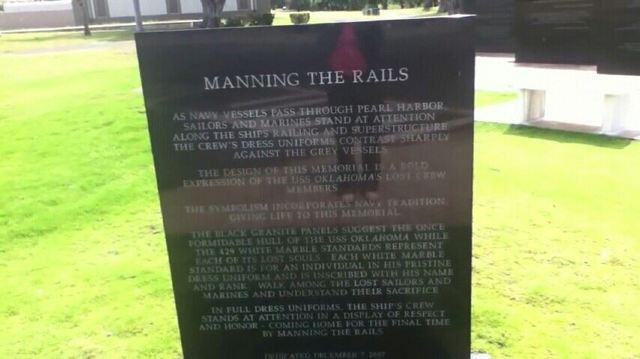 MANNING THE RAILS
AS NAVY VESSELS PASS THROUGH PEARL HARBOR,
SAILORS AND MARINES STAND AT ATTENTION
ALONG THE SHIPS RAILING AND SUPERSTRUCTURE
THE CREW'S DRESS UNIFORMS CONTRAST SHARPLY
AGAINST THE GREY VESSELS
THE DESIGN OF THIS MEMORIAL IS A BOLD
EXPRESSION OF THE USS OKLAHOMA'S LOST CREW
MEMBERS
THE SYMBOLISM INCORPORATES NAVY TRADITION
GIVING LIFE TO THIS MEMORIAL
THE BLACK GRANITE PANELS SUGGEST THE ONCE
FORMIDABLE HULL OF THE USS OKLAHOMA WHILE
THE 429 WHITE MARBLE STANDARDS REPRESENT
EACH OF ITS LOST SOULS. EACH WHITE MARBLE
STANDARD IS FOR AN INDIVIDUAL IN HIS PRISTINE
DRESS UNIFORM AND IS INSCRIBED WITH HIS NAME
AND RANK. WALK AMONG THE LOST SAILORS AND
MARINES AND UNDERSTAND THEIR SACRIFICE
IN FULL DRESS UNIFORMS, THE SHIP'S CREW
STANDS AT ATTENTION IN A DISPLAY OF RESPECT
AND HONOR - COMING HOME FOR THE FINAL TIME
BY MANNING THE RAILS
DEDICATED DECEMBER 7, 2007